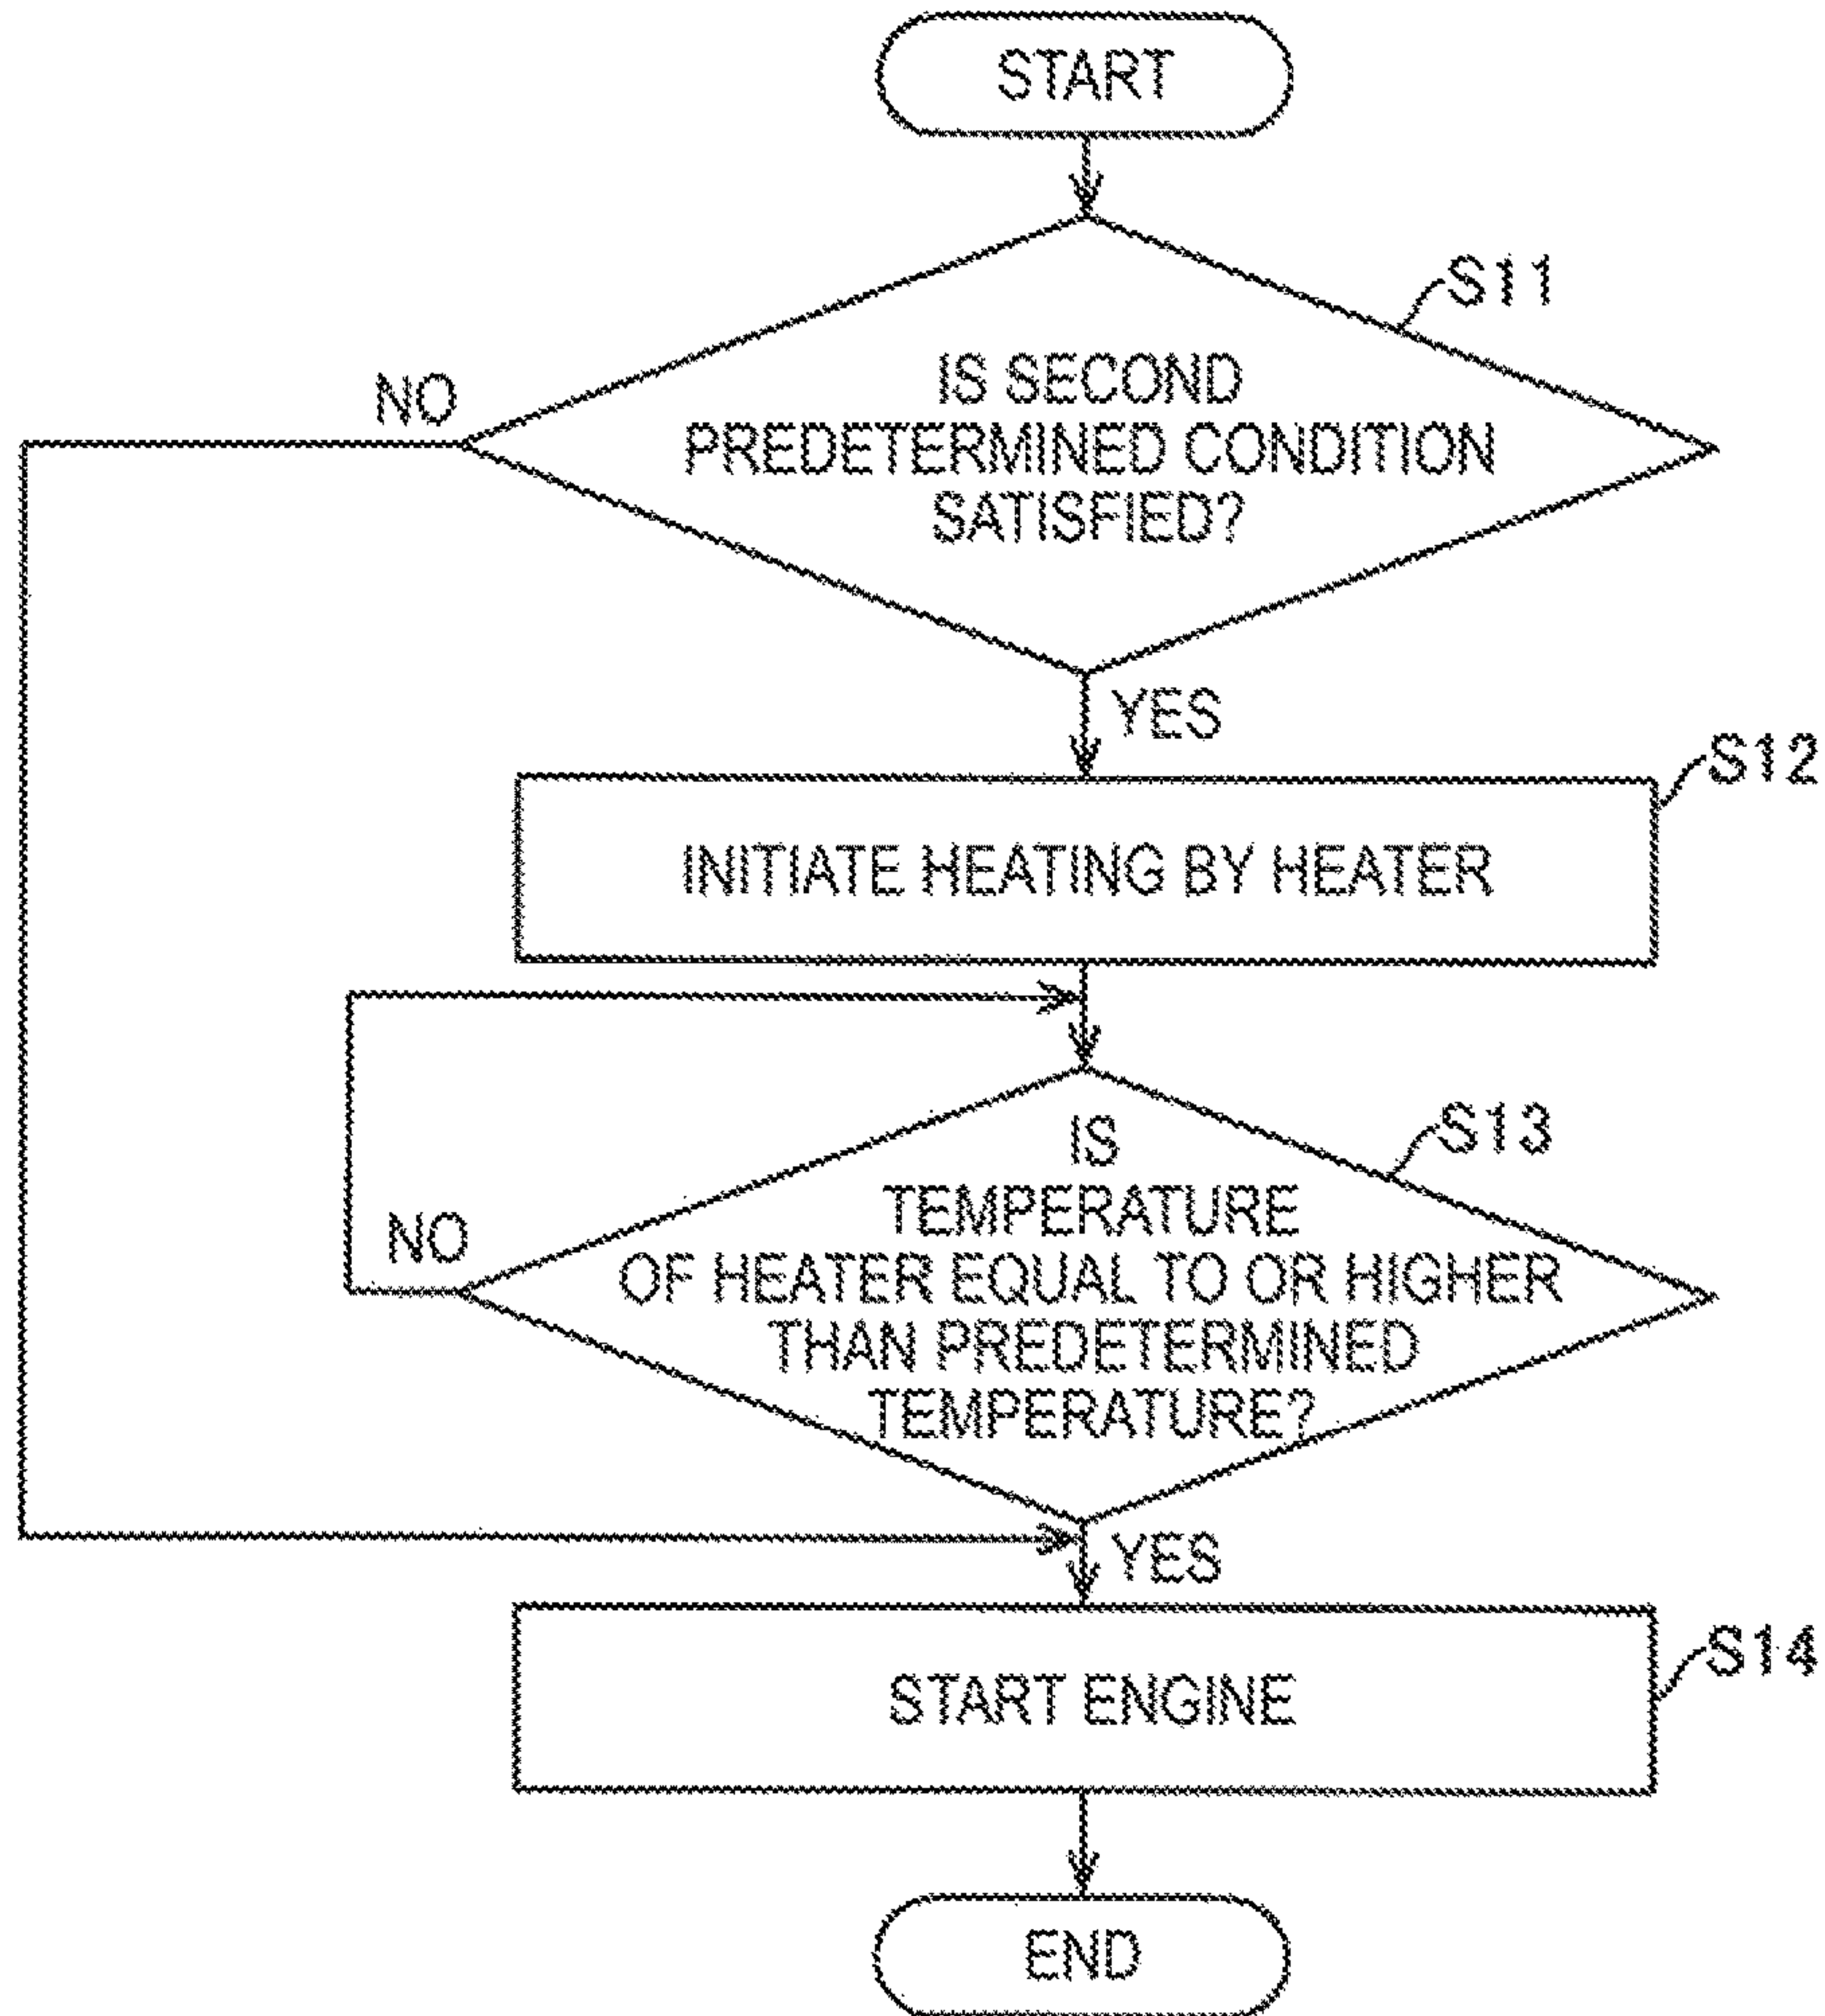 START
S11
NO
IS SECOND
PREDETERMINED CONDITION
SATISFIED?
YES
S12
INITIATE HEATING BY HEATER
S13
IS
TEMPERATURE
NO
OF HEATER EQUAL TO OR HIGHER
THAN PREDETERMINED
TEMPERATURE?
YES
S14
START ENGINE
END